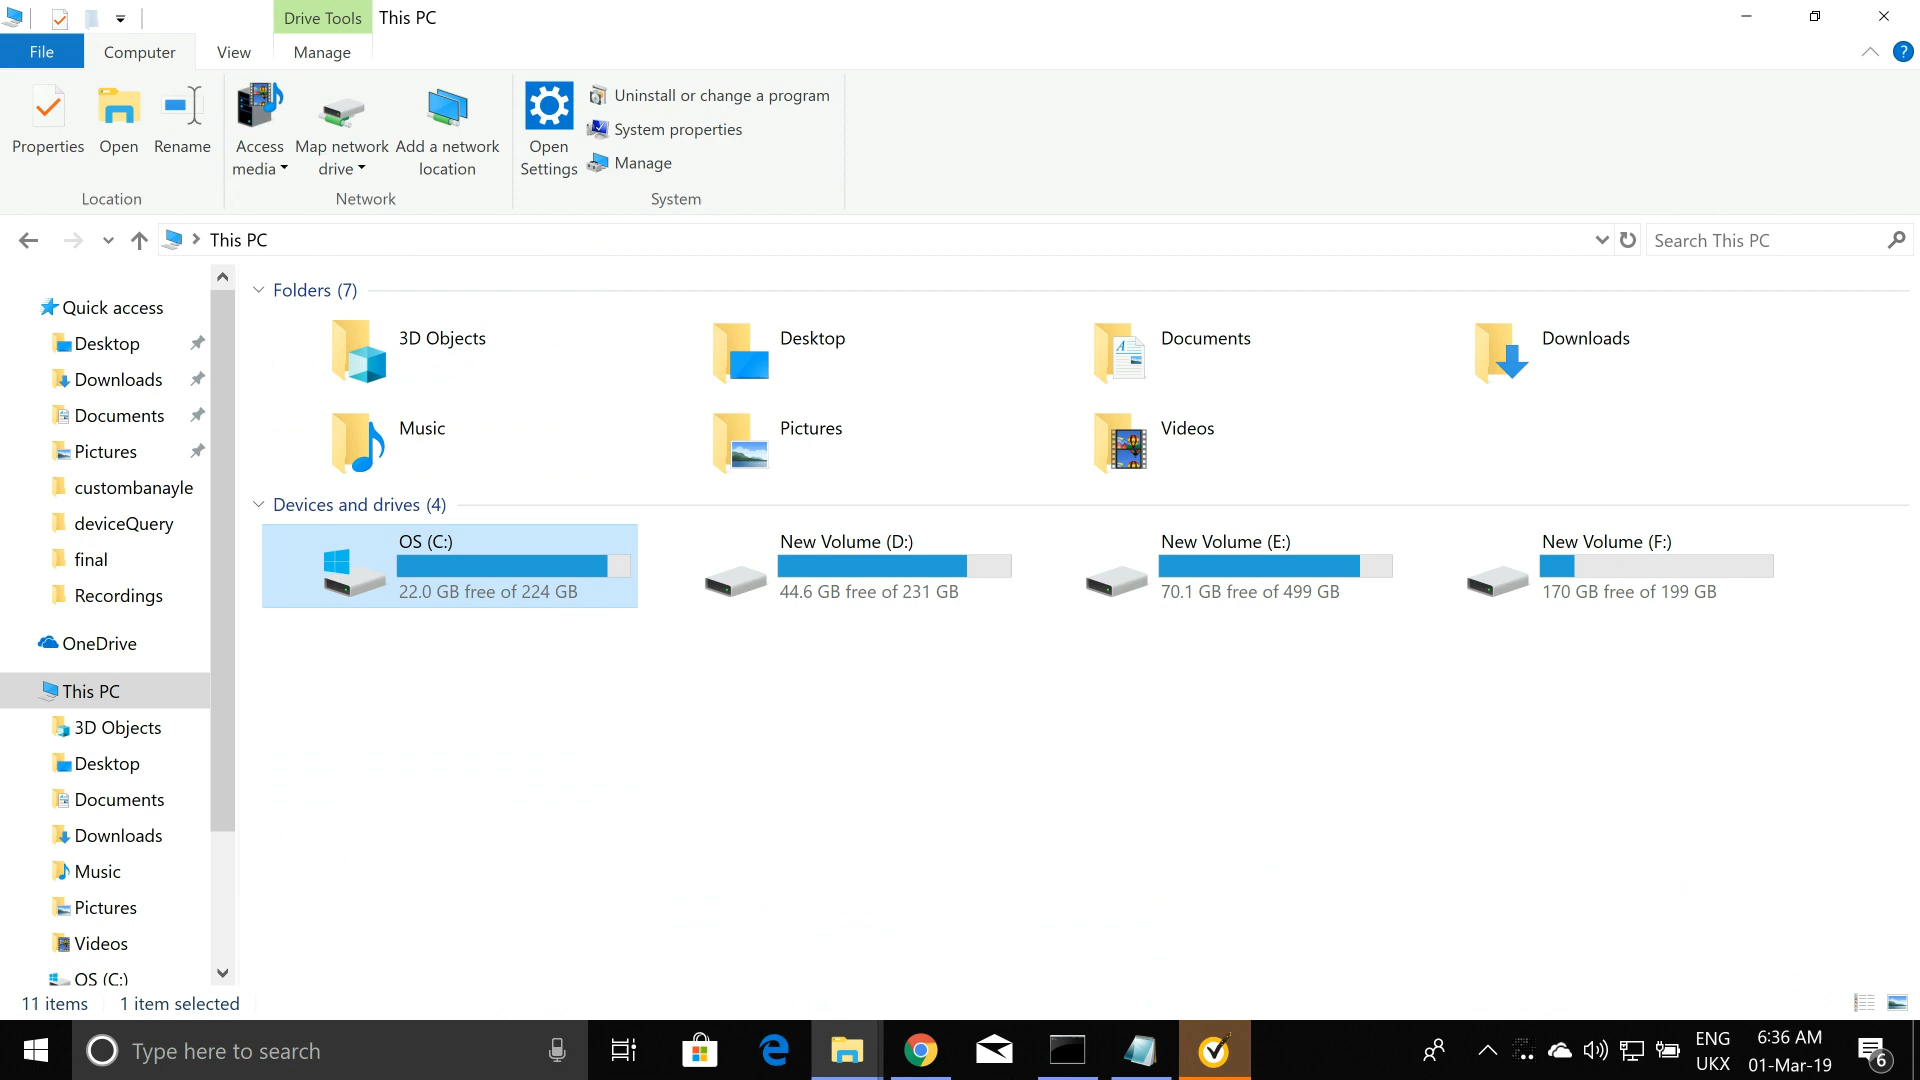 Drive Tools
This PC
File
Computer
View
Manage
?
Properties
Open
Rename
Access
media
Map network
drive
Add a network
location
Open
Settings
Uninstall or change a program
System properties
Manage
Location
Network
System
This PC
Search This PC
Quick access
Desktop
Downloads
Documents
Pictures
custombanayle
deviceQuery
final
Recordings
OneDrive
This PC
3D Objects
Desktop
Documents
Downloads
Music
Pictures
Videos
OS (C:)
Folders (7)
3D Objects
Desktop
Documents
Downloads
Music
Pictures
Videos
Devices and drives (4)
OS (C:)
22.0 GB free of 224 GB
New Volume (D:)
44.6 GB free of 231 GB
New Volume (E:)
70.1 GB free of 499 GB
New Volume (F:)
170 GB free of 199 GB
11 items
1 item selected
Type here to search
ENG
UKX
6:36 AM
01-Mar-19
6